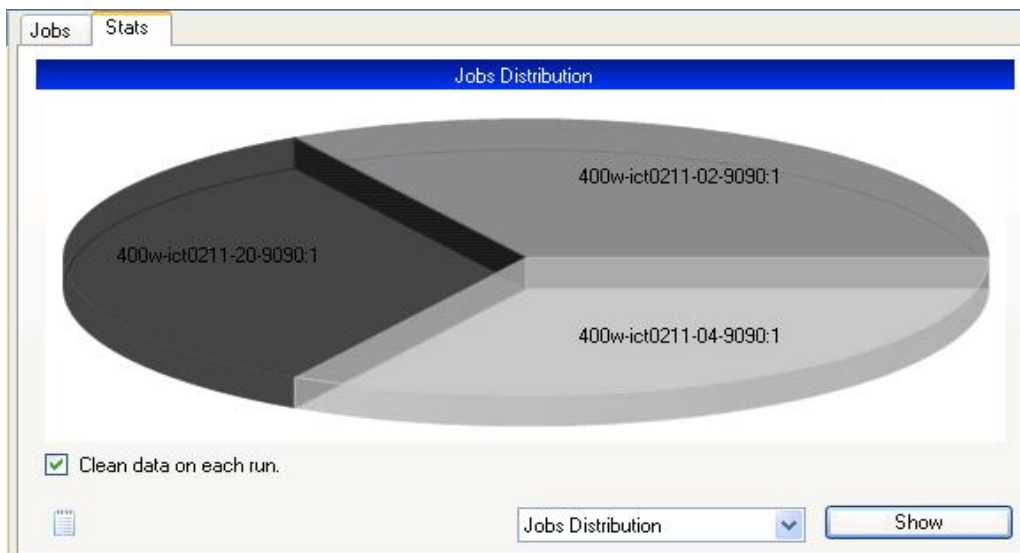 Jobs Stats
Jobs Distribution
400w-ict0211-02-9090:1
400w-ict0211-20-9090:1
400w-ict0211-04-9090:1
Clean data on each run.
Jobs Distribution Show